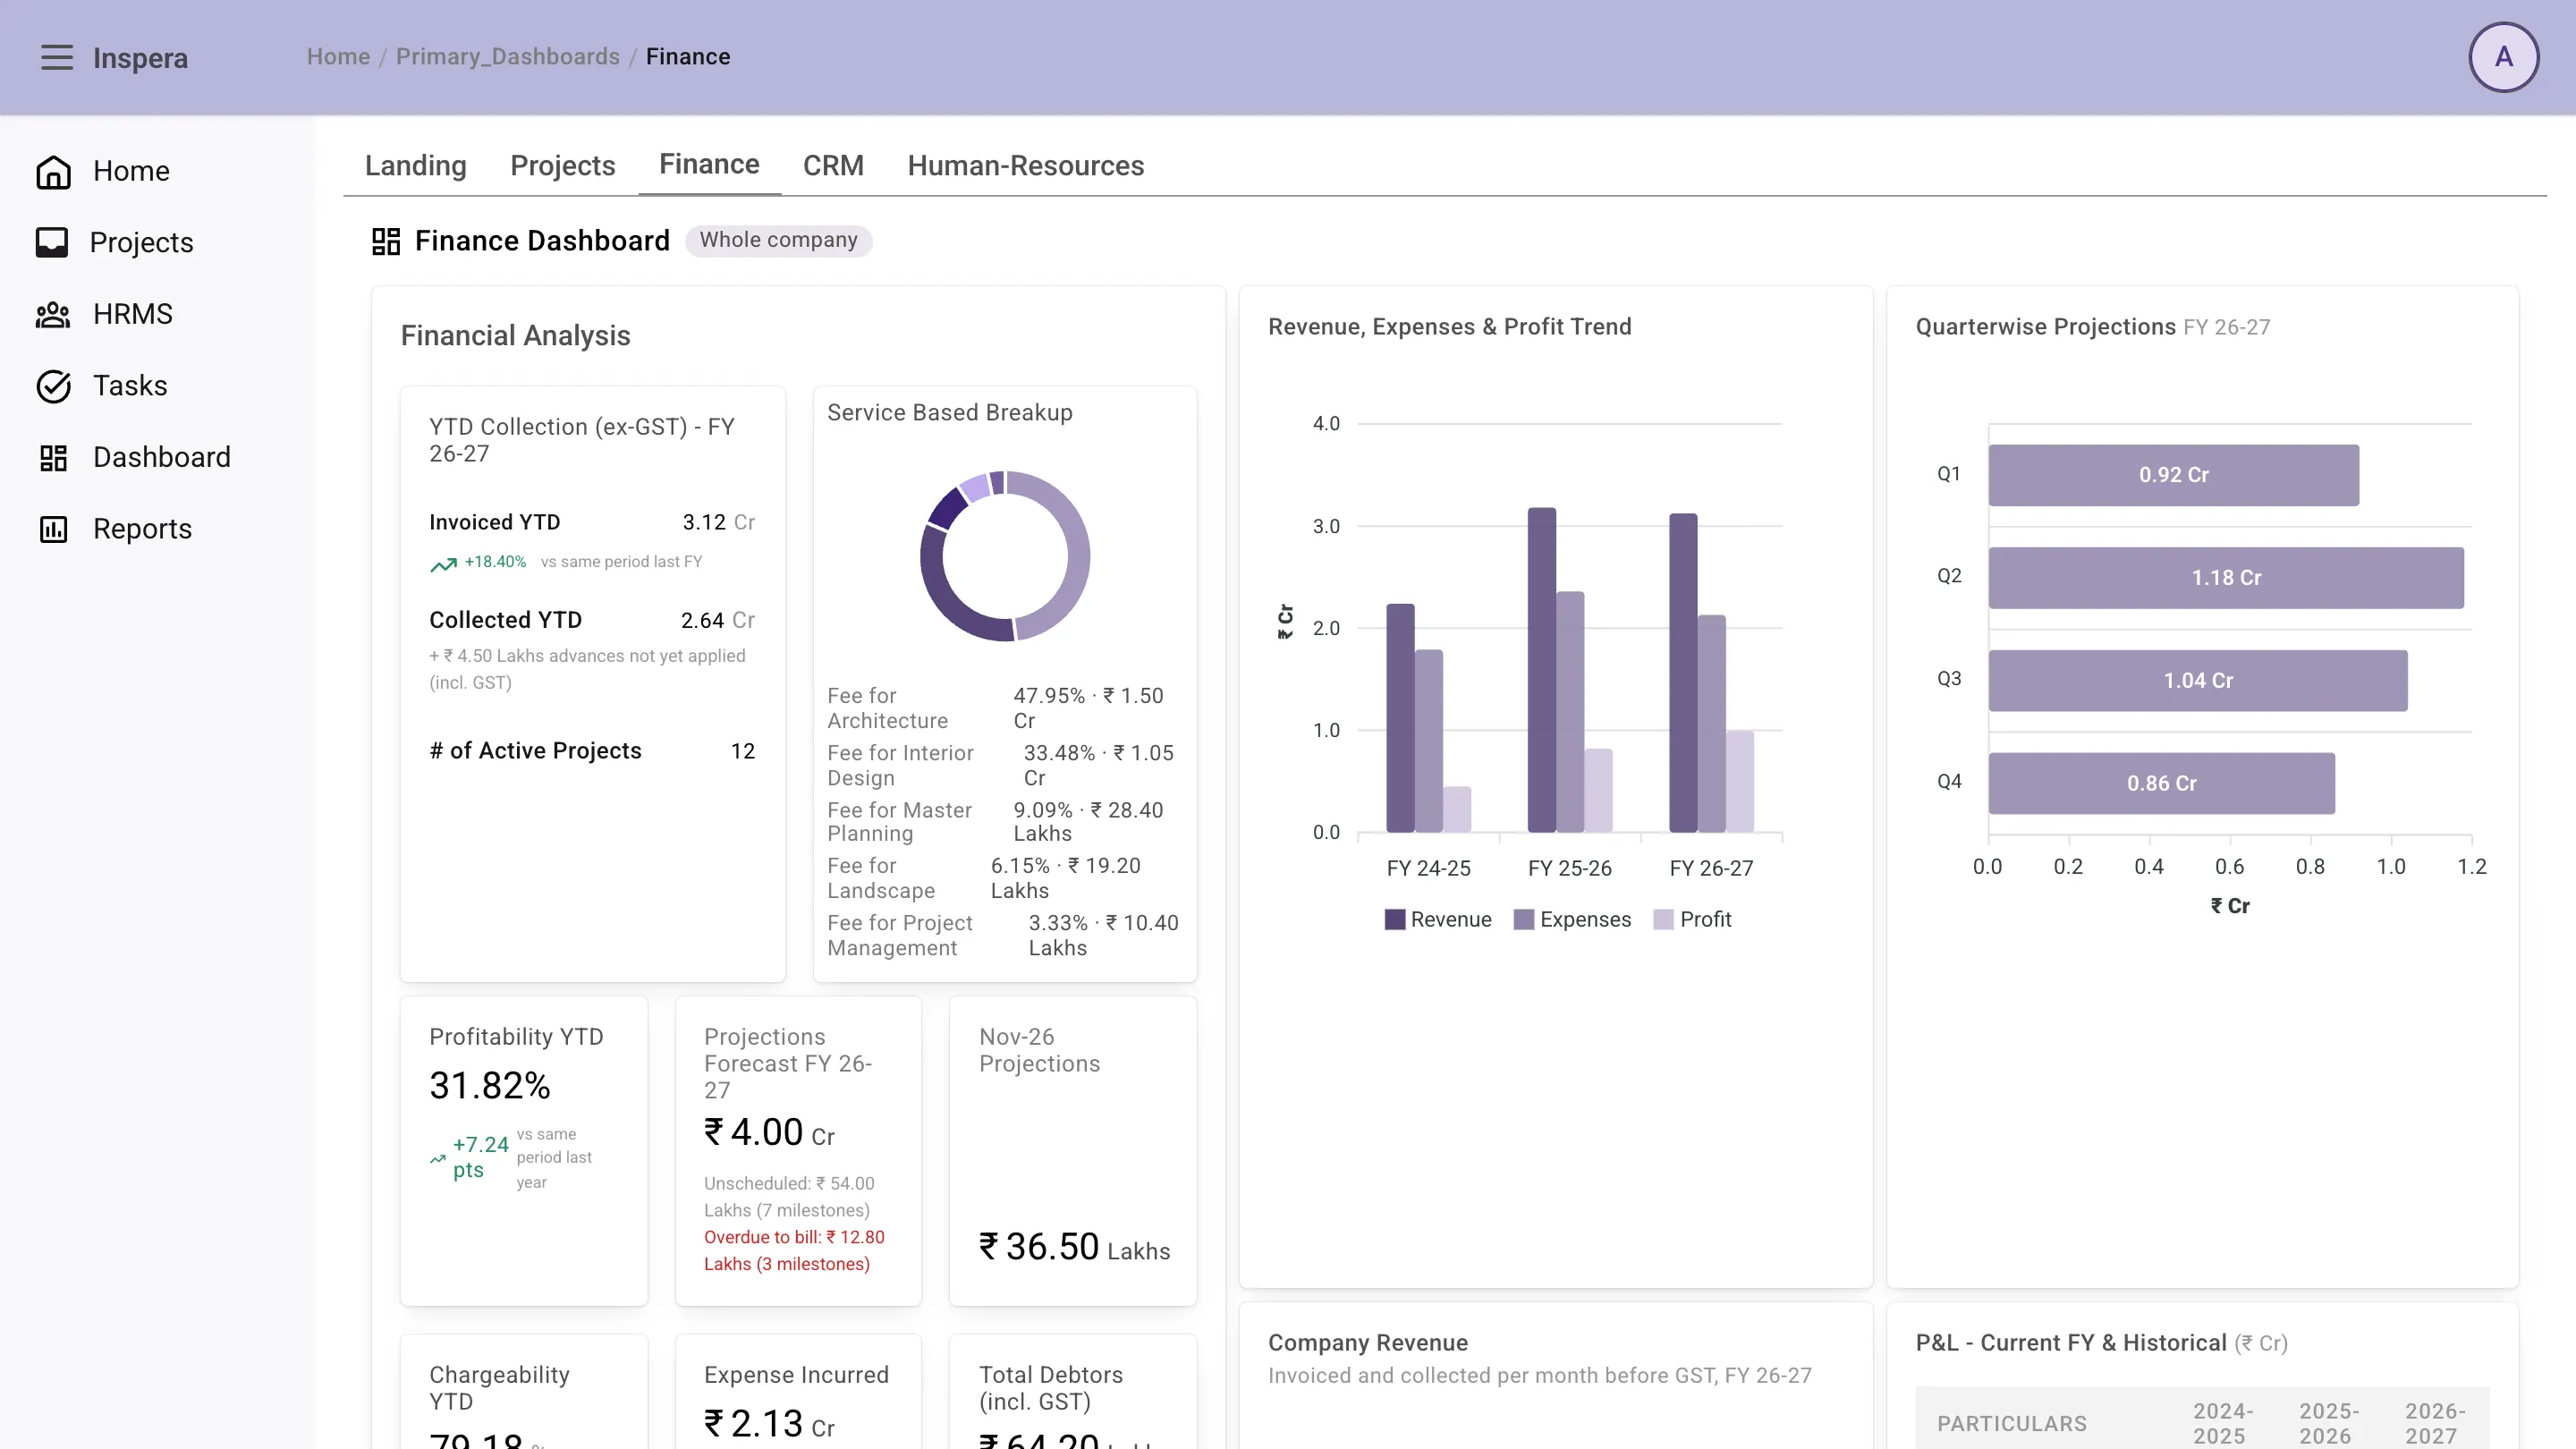 Inspera
Home / Primary_Dashboards / Finance
A
Home
Projects
HRMS
Tasks
Dashboard
Reports
Landing
Projects
Finance
CRM
Human-Resources
Finance Dashboard
Whole company
Financial Analysis
YTD Collection (ex-GST) - FY
26-27
Invoiced YTD 3.12 Cr
+18.40% vs same period last FY
Collected YTD 2.64 Cr
+ ₹ 4.50 Lakhs advances not yet applied
(incl. GST)
# of Active Projects 12
Service Based Breakup
Fee for 47.95% · ₹ 1.50
Architecture Cr
Fee for Interior 33.48% · ₹ 1.05
Design Cr
Fee for Master 9.09% · ₹ 28.40
Planning Lakhs
Fee for 6.15% · ₹ 19.20
Landscape Lakhs
Fee for Project 3.33% · ₹ 10.40
Management Lakhs
Profitability YTD
31.82%
+7.24
pts
vs same
period last
year
Projections
Forecast FY 26-
27
₹ 4.00 Cr
Unscheduled: ₹ 54.00
Lakhs (7 milestones)
Overdue to bill: ₹ 12.80
Lakhs (3 milestones)
Nov-26
Projections
₹ 36.50 Lakhs
Chargeability
YTD
79.18 %
Expense Incurred
₹ 2.13 Cr
Total Debtors
(incl. GST)
₹ 64.20
Revenue, Expenses & Profit Trend
4.0
3.0
2.0
1.0
0.0
₹ Cr
FY 24-25
FY 25-26
FY 26-27
Revenue
Expenses
Profit
Quarterwise Projections FY 26-27
Q1 0.92 Cr
Q2 1.18 Cr
Q3 1.04 Cr
Q4 0.86 Cr
0.0 0.2 0.4 0.6 0.8 1.0 1.2
₹ Cr
Company Revenue
Invoiced and collected per month before GST, FY 26-27
P&L - Current FY & Historical (₹ Cr)
PARTICULARS
2024-
2025
2025-
2026
2026-
2027